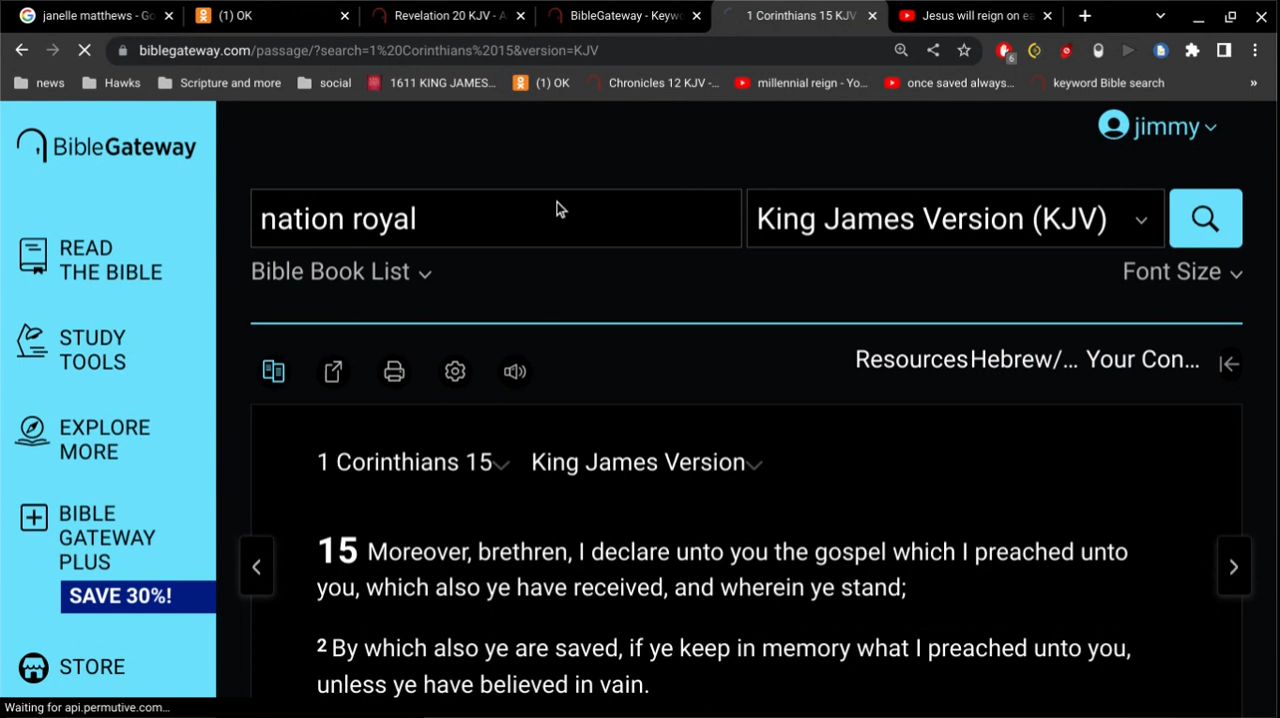 janelle matthews - Go
(1) OK
Revelation 20 KJV - A
BibleGateway - Keyw
1 Corinthians 15 KJV
Jesus will reign on ea
biblegateway.com/passage/?search=1%20Corinthians%2015&version=KJV
6
news
Hawks
Scripture and more
social
1611 KING JAMES...
(1) OK
Chronicles 12 KJV -...
millennial reign - Yo...
once saved always...
keyword Bible search
»
BibleGateway
jimmy
nation royal
King James Version (KJV)
Bible Book List
Font Size
READ
THE BIBLE
STUDY
TOOLS
EXPLORE
MORE
BIBLE
GATEWAY
PLUS
SAVE 30%!
STORE
Resources
Hebrew/...
Your Con...
1 Corinthians 15
King James Version
15 Moreover, brethren, I declare unto you the gospel which I preached unto
you, which also ye have received, and wherein ye stand;
2 By which also ye are saved, if ye keep in memory what I preached unto you,
unless ye have believed in vain.
Waiting for api.permutive.com...